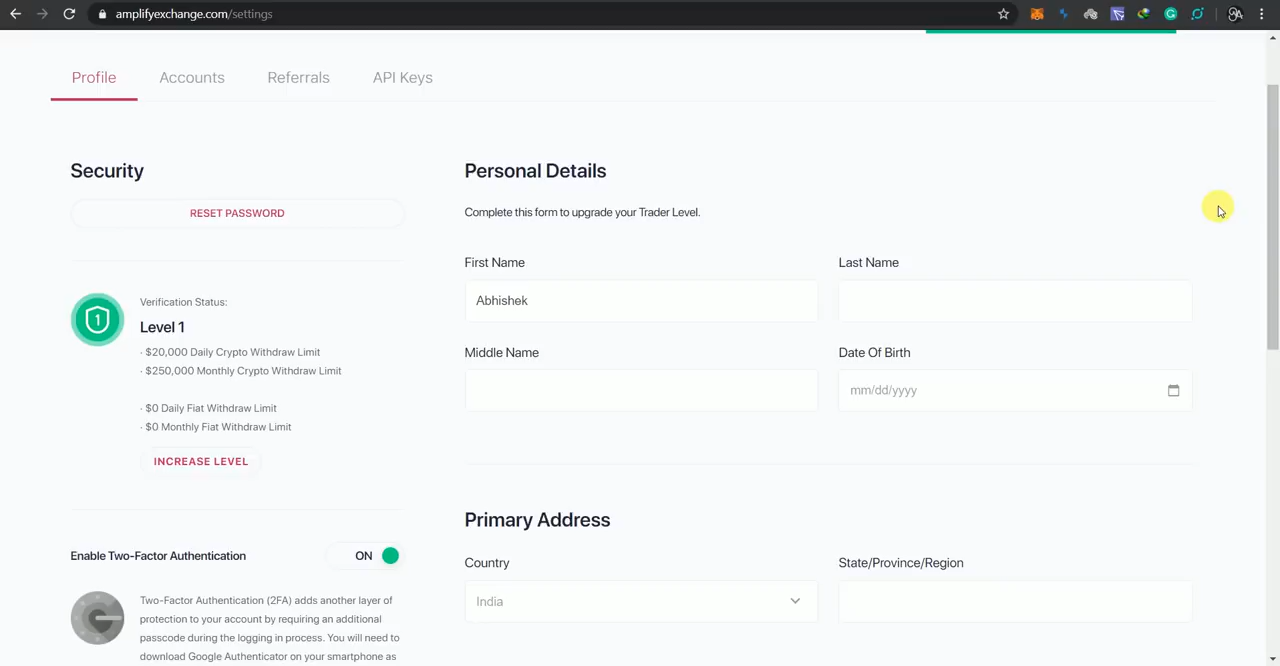 amplifyexchange.com/settings
Profile
Accounts
Referrals
API Keys
Security
RESET PASSWORD
1
Verification Status:
Level 1
· $20,000 Daily Crypto Withdraw Limit
· $250,000 Monthly Crypto Withdraw Limit
· $0 Daily Fiat Withdraw Limit
· $0 Monthly Fiat Withdraw Limit
INCREASE LEVEL
Enable Two-Factor Authentication
ON
Two-Factor Authentication (2FA) adds another layer of
protection to your account by requiring an additional
passcode during the logging in process. You will need to
download Google Authenticator on your smartphone as
Personal Details
Complete this form to upgrade your Trader Level.
First Name
Last Name
Abhishek
Middle Name
Date Of Birth
mm/dd/yyyy
Primary Address
Country
State/Province/Region
India